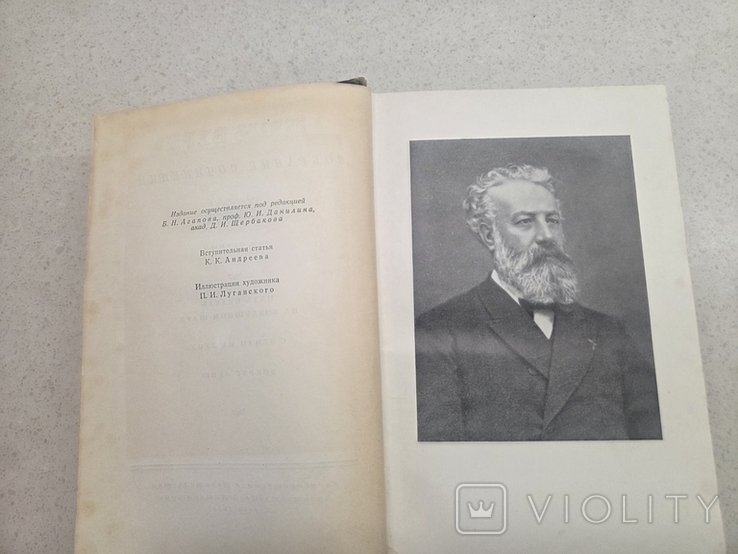 Издание осуществляется под редакцией
Б. Н. Агапова, проф. Ю. И. Данилина,
акад. Д. И. Щербакова
Вступительная статья
К. К. Андреева
Иллюстрации художника
П. И. Луганского
VIOLITY